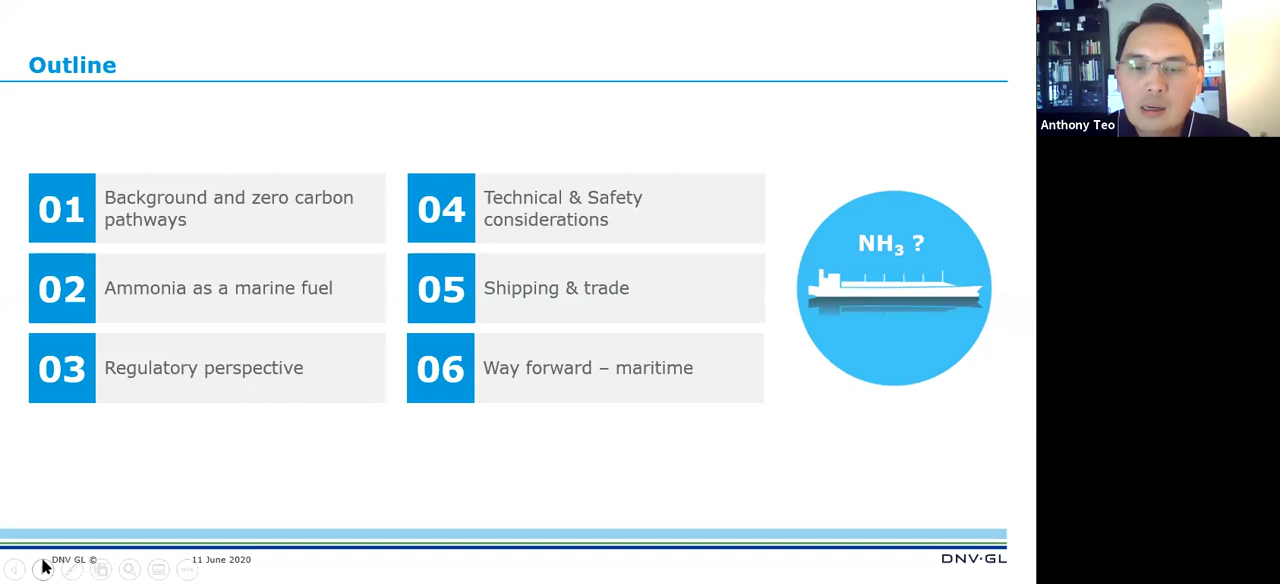 Outline
01
Background and zero carbon
pathways
02
Ammonia as a marine fuel
03
Regulatory perspective
04
Technical & Safety
considerations
05
Shipping & trade
06
Way forward – maritime
NH₃ ?
DNV GL ©
11 June 2020
DNV·GL
Anthony Teo